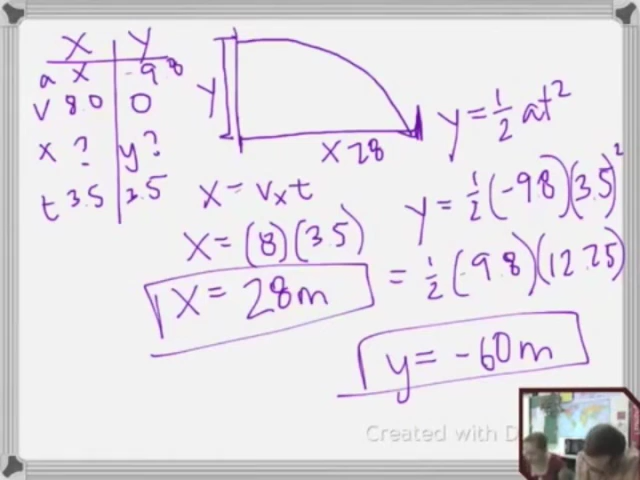 X Y
a x -9 8
v 8.0 0
x ? y ?
t 3.5 3.5
y
x 28
x = vₓt
x = (8)(3.5)
x = 28m
y = 1/2 at²
y = 1/2 (-9.8)(3.5)²
= 1/2 (-9.8)(12.25)
y = -60m
Created with D